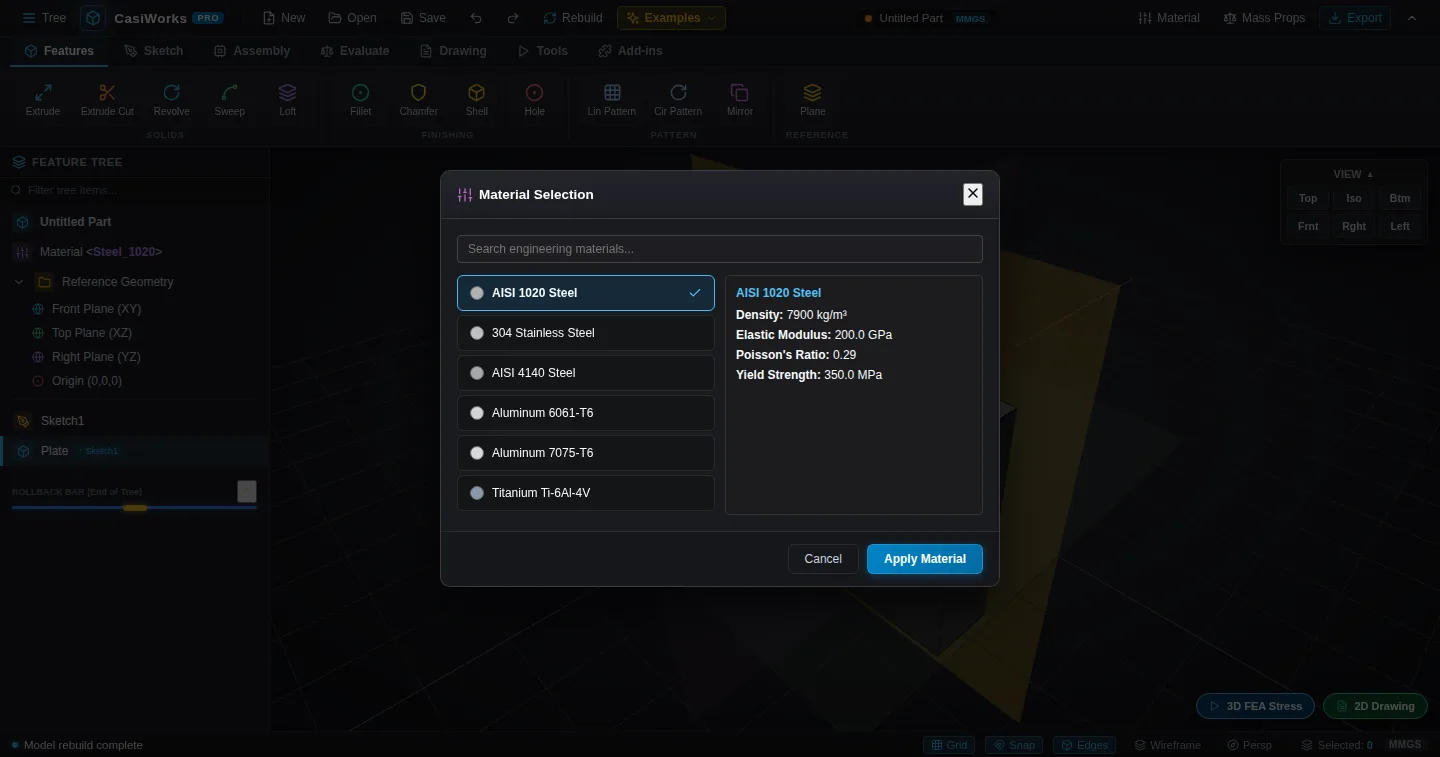 Tree CasiWorks PRO New Open Save Rebuild Examples Untitled Part MMGS Material Mass Props Export
Features Sketch Assembly Evaluate Drawing Tools Add-ins
Extrude Extrude Cut Revolve Sweep Loft Fillet Chamfer Shell Hole Lin Pattern Cir Pattern Mirror Plane
SOLIDS FINISHING PATTERN REFERENCE
FEATURE TREE
Filter tree items...
Untitled Part
Material <Steel_1020>
Reference Geometry
Front Plane (XY)
Top Plane (XZ)
Right Plane (YZ)
Origin (0,0,0)
Sketch1
Plate ↑ Sketch1
ROLLBACK BAR [End of Tree]
Material Selection
Search engineering materials...
AISI 1020 Steel
304 Stainless Steel
AISI 4140 Steel
Aluminum 6061-T6
Aluminum 7075-T6
Titanium Ti-6Al-4V
AISI 1020 Steel
Density: 7900 kg/m³
Elastic Modulus: 200.0 GPa
Poisson's Ratio: 0.29
Yield Strength: 350.0 MPa
Cancel Apply Material
VIEW ▲
Top Iso Btm
Frnt Rght Left
3D FEA Stress 2D Drawing
Model rebuild complete Grid Snap Edges Wireframe Persp Selected: 0 MMGS